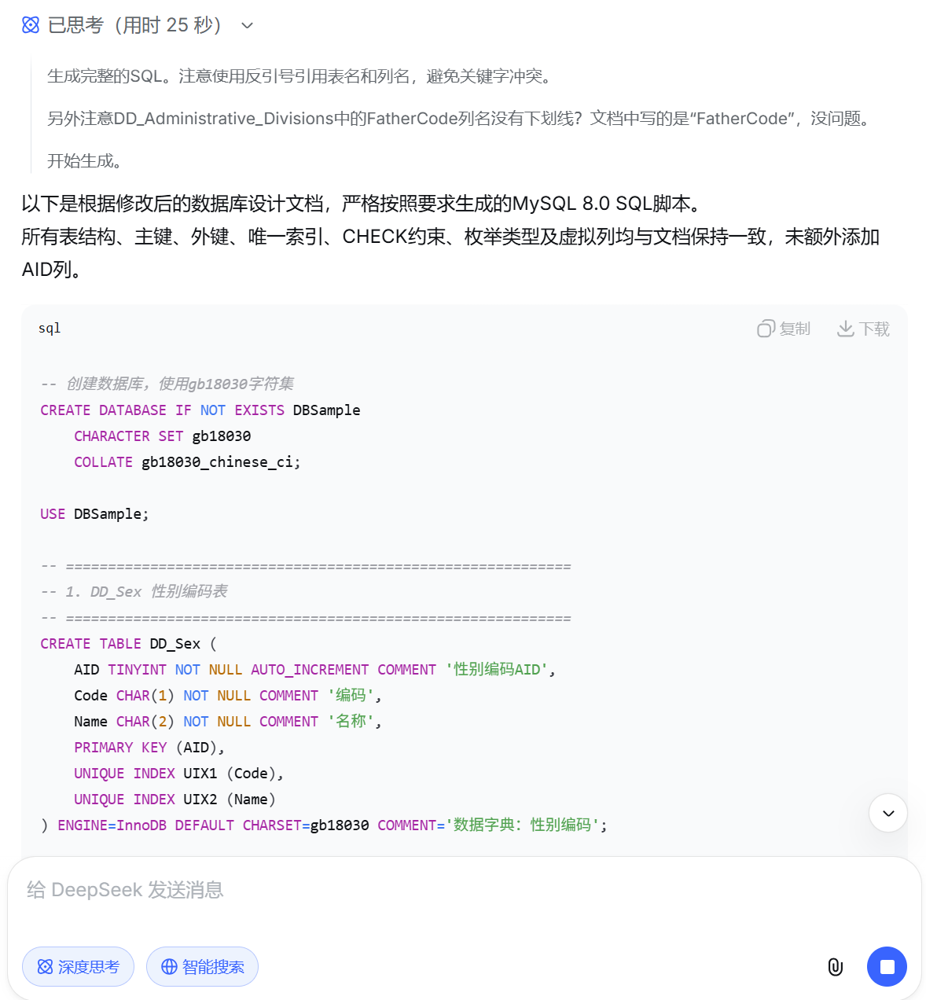 已思考（用时 25 秒）
生成完整的SQL。注意使用反引号引用表名和列名，避免关键字冲突。
另外注意DD_Administrative_Divisions中的FatherCode列名没有下划线？文档中写的是“FatherCode”，没问题。
开始生成。
以下是根据修改后的数据库设计文档，严格按照要求生成的MySQL 8.0 SQL脚本。
所有表结构、主键、外键、唯一索引、CHECK约束、枚举类型及虚拟列均与文档保持一致，未额外添加
AID列。
sql 复制 下载
-- 创建数据库，使用gb18030字符集
CREATE DATABASE IF NOT EXISTS DBSample
    CHARACTER SET gb18030
    COLLATE gb18030_chinese_ci;
USE DBSample;
-- ============================================================
-- 1. DD_Sex 性别编码表
-- ============================================================
CREATE TABLE DD_Sex (
    AID TINYINT NOT NULL AUTO_INCREMENT COMMENT '性别编码AID',
    Code CHAR(1) NOT NULL COMMENT '编码',
    Name CHAR(2) NOT NULL COMMENT '名称',
    PRIMARY KEY (AID),
    UNIQUE INDEX UIX1 (Code),
    UNIQUE INDEX UIX2 (Name)
) ENGINE=InnoDB DEFAULT CHARSET=gb18030 COMMENT='数据字典：性别编码';
给 DeepSeek 发送消息
深度思考 智能搜索